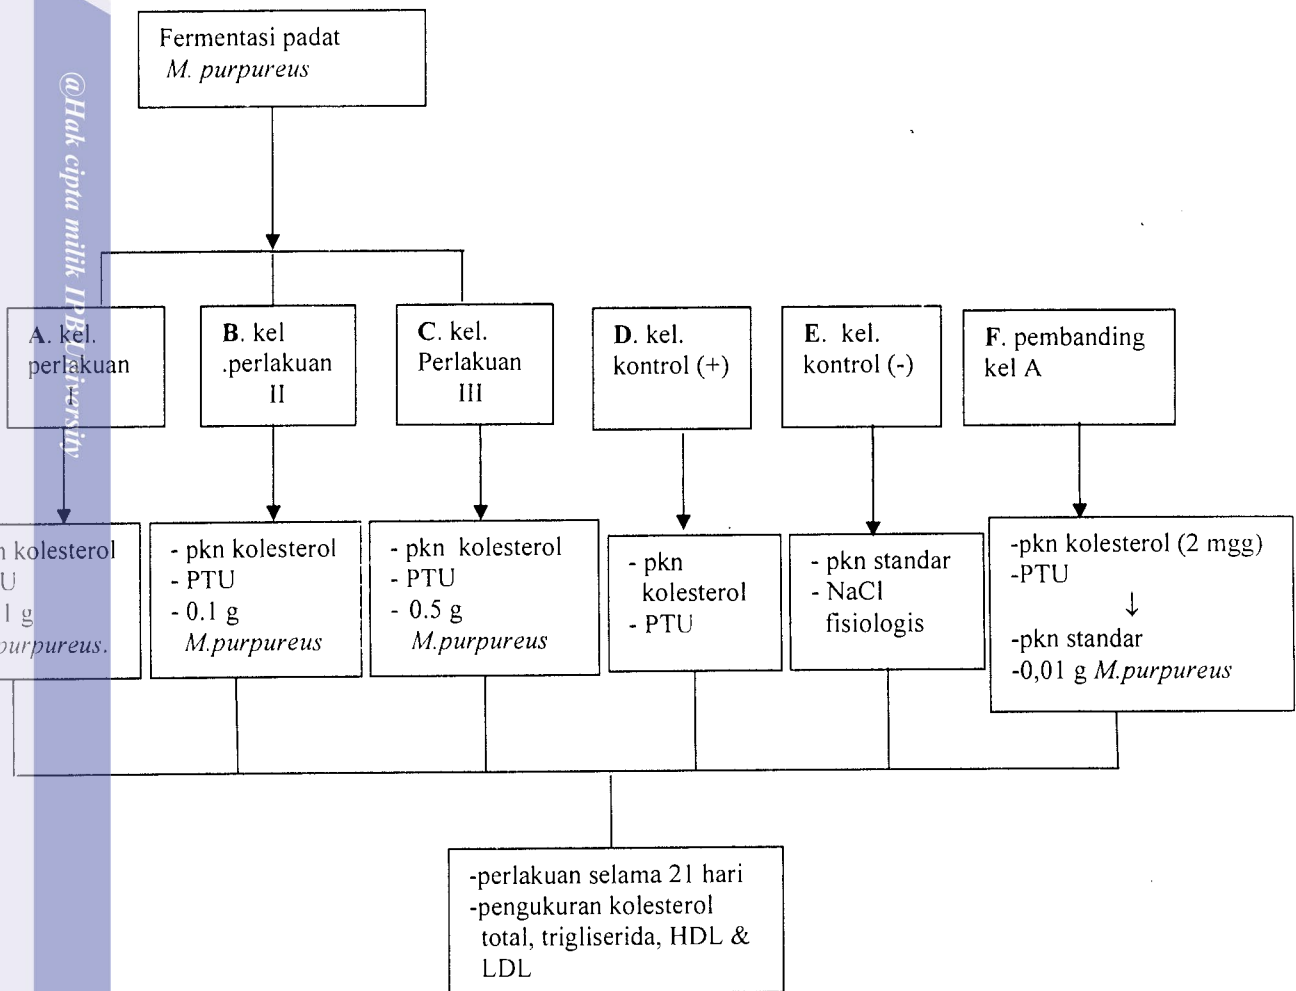 Fermentasi padat
M. purpureus
@Hak cipta milik IPB University
A. kel.
perlakuan
I
B. kel
.perlakuan
II
C. kel.
Perlakuan
III
D. kel.
kontrol (+)
E. kel.
kontrol (-)
F. pembanding
kel A
kolesterol
1 g
purpureus.
- pkn kolesterol
- PTU
- 0.1 g
M.purpureus
- pkn kolesterol
- PTU
- 0.5 g
M.purpureus
- pkn
kolesterol
- PTU
- pkn standar
- NaCl
fisiologis
-pkn kolesterol (2 mgg)
-PTU
↓
-pkn standar
-0,01 g M.purpureus
-perlakuan selama 21 hari
-pengukuran kolesterol
total, trigliserida, HDL &
LDL